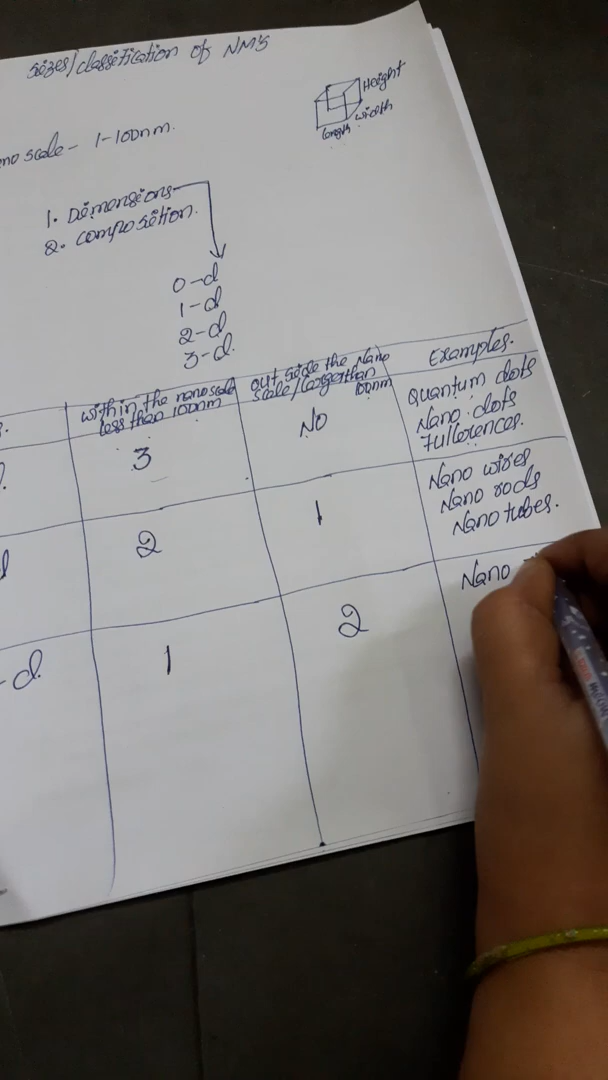 sizes/classification of NM's
Height
width
length
no scale - 1-100nm.
1. Dimensions
2. composition.
0-d
1-d
2-d
3-d.
within the nanoscale
less than 100nm
out side the Nano
scale/larger than
100nm
Examples.
3
NO
Quantum dots
Nano dots
fullerences.
2
1
Nano wires
Nano rods
Nano tubes.
-d
1
2
Nano